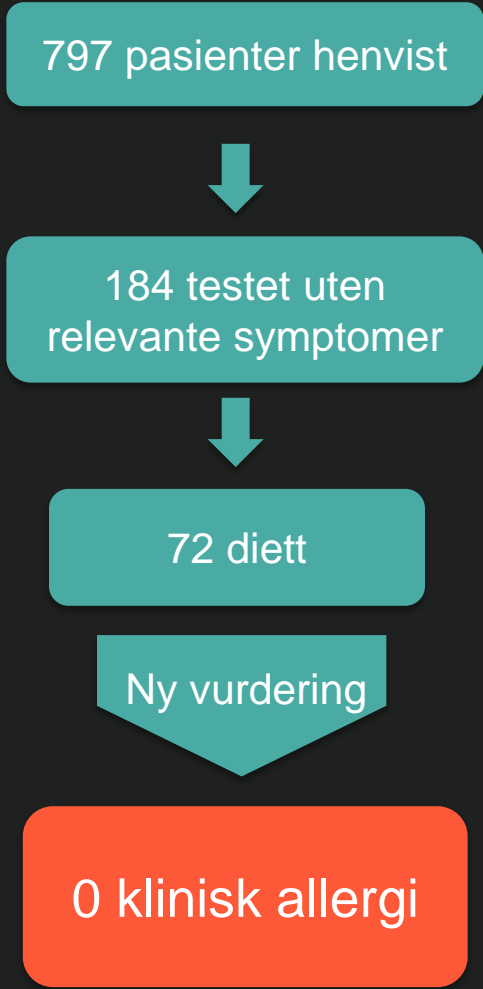 797 pasienter henvist
184 testet uten
relevante symptomer
72 diett
Ny vurdering
0 klinisk allergi